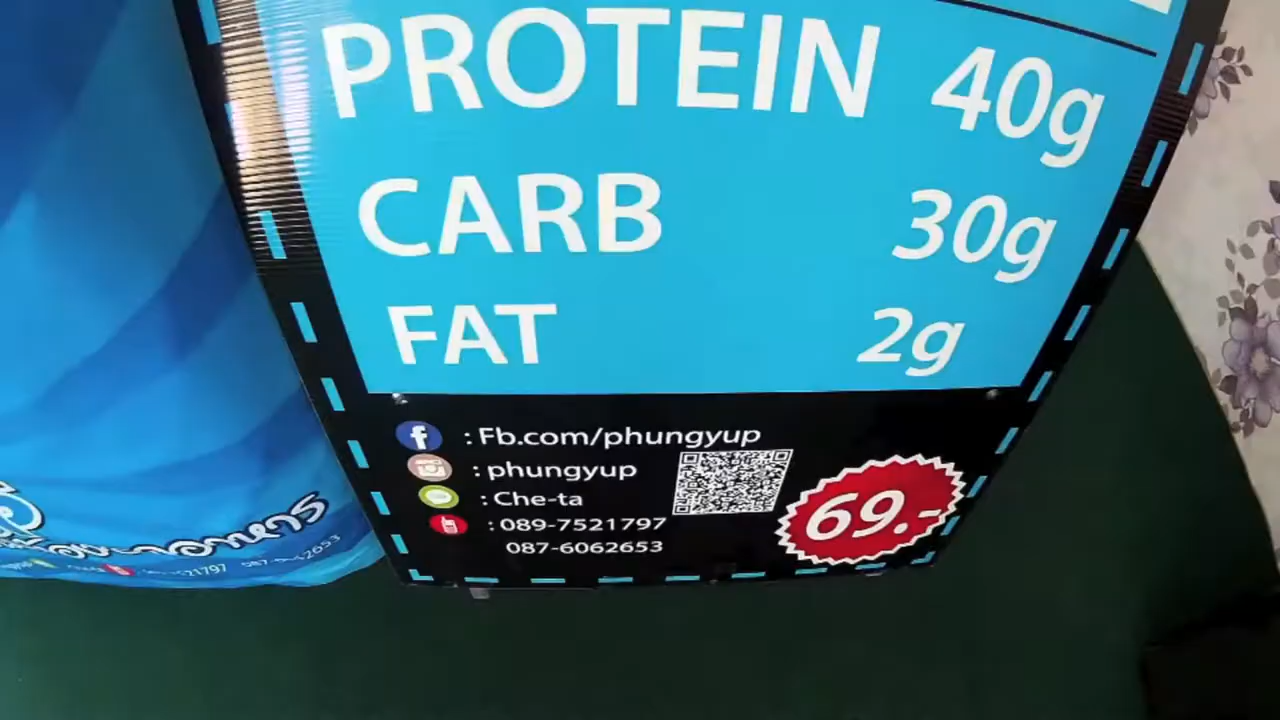 PROTEIN 40g
CARB 30g
FAT 2g
: Fb.com/phungyup
: phungyup
: Che-ta
: 089-7521797
087-6062653
69.-